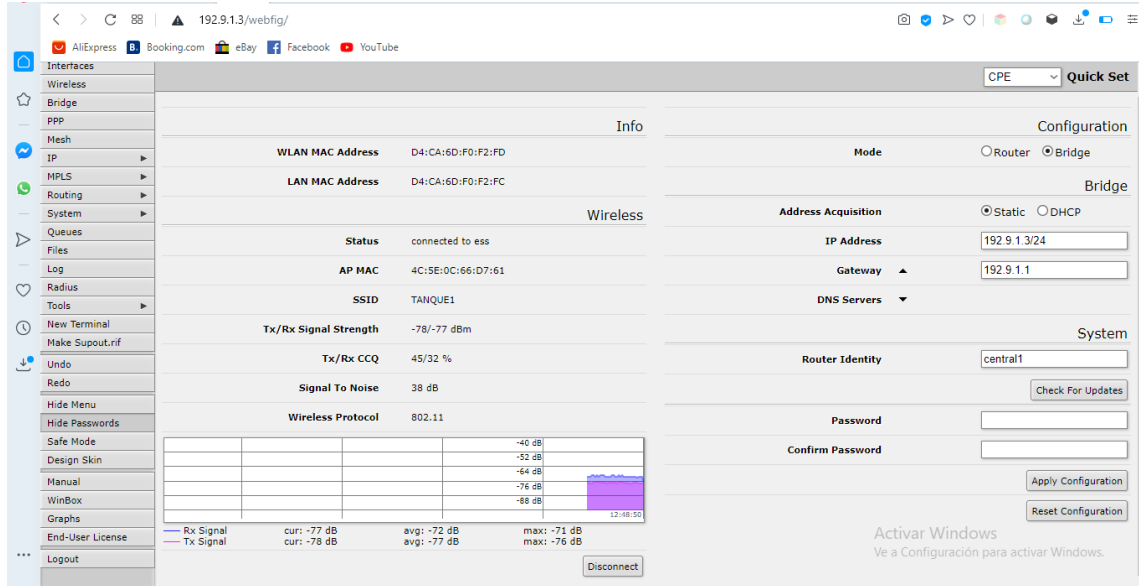 192.9.1.3/webfig/
AliExpress B. Booking.com eBay Facebook YouTube
Interfaces
Wireless
Bridge
PPP
Mesh
IP
MPLS
Routing
System
Queues
Files
Log
Radius
Tools
New Terminal
Make Supout.rif
Undo
Redo
Hide Menu
Hide Passwords
Safe Mode
Design Skin
Manual
WinBox
Graphs
End-User License
Logout
CPE Quick Set
Info
WLAN MAC Address D4:CA:6D:F0:F2:FD
LAN MAC Address D4:CA:6D:F0:F2:FC
Wireless
Status connected to ess
AP MAC 4C:5E:0C:66:D7:61
SSID TANQUE1
Tx/Rx Signal Strength -78/-77 dBm
Tx/Rx CCQ 45/32 %
Signal To Noise 38 dB
Wireless Protocol 802.11
-40 dB
-52 dB
-64 dB
-76 dB
-88 dB
12:48:50
Rx Signal cur: -77 dB avg: -72 dB max: -71 dB
Tx Signal cur: -78 dB avg: -77 dB max: -76 dB
Disconnect
Configuration
Mode Router Bridge
Bridge
Address Acquisition Static DHCP
IP Address 192.9.1.3/24
Gateway 192.9.1.1
DNS Servers
System
Router Identity central1
Check For Updates
Password
Confirm Password
Apply Configuration
Reset Configuration
Activar Windows
Ve a Configuración para activar Windows.